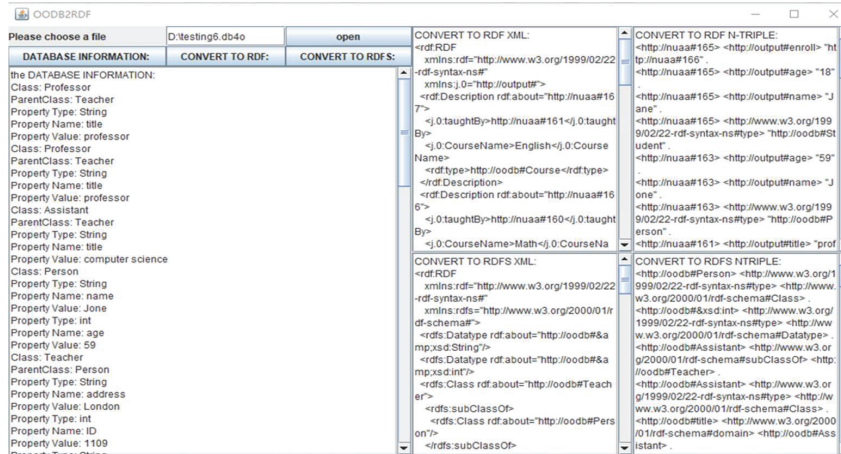 OODB2RDF
Please choose a file
D:\testing6.db4o
open
DATABASE INFORMATION:
CONVERT TO RDF:
CONVERT TO RDFS:
the DATABASE INFORMATION:
Class: Professor
ParentClass: Teacher
Property Type: String
Property Name: title
Property Value: professor
Class: Professor
ParentClass: Teacher
Property Type: String
Property Name: title
Property Value: professor
Class: Assistant
ParentClass: Teacher
Property Type: String
Property Name: title
Property Value: computer science
Class: Person
Property Type: String
Property Name: name
Property Value: Jone
Property Type: int
Property Name: age
Property Value: 59
Class: Teacher
ParentClass: Person
Property Type: String
Property Name: address
Property Value: London
Property Type: int
Property Name: ID
Property Value: 1109
Property Type: String
CONVERT TO RDF XML:
<rdf:RDF
xmlns:rdf="http://www.w3.org/1999/02/22
-rdf-syntax-ns#"
xmlns:j.0="http://output#">
<rdf:Description rdf:about="http://nuaa#16
7">
<j.0:taughtBy>http://nuaa#161</j.0:taught
By>
<j.0:CourseName>English</j.0:Course
Name>
<rdf:type>http://oodb#Course</rdf:type>
</rdf:Description>
<rdf:Description rdf:about="http://nuaa#16
6">
<j.0:taughtBy>http://nuaa#160</j.0:taught
By>
<j.0:CourseName>Math</j.0:CourseNa
CONVERT TO RDF N-TRIPLE:
<http://nuaa#165> <http://output#enroll> "ht
tp://nuaa#166" .
<http://nuaa#165> <http://output#age> "18"
.
<http://nuaa#165> <http://output#name> "J
ane" .
<http://nuaa#165> <http://www.w3.org/199
9/02/22-rdf-syntax-ns#type> "http://oodb#St
udent" .
<http://nuaa#163> <http://output#age> "59"
.
<http://nuaa#163> <http://output#name> "J
one" .
<http://nuaa#163> <http://www.w3.org/199
9/02/22-rdf-syntax-ns#type> "http://oodb#P
erson" .
<http://nuaa#161> <http://output#title> "prof
CONVERT TO RDFS XML:
<rdf:RDF
xmlns:rdf="http://www.w3.org/1999/02/22
-rdf-syntax-ns#"
xmlns:rdfs="http://www.w3.org/2000/01/r
df-schema#">
<rdfs:Datatype rdf:about="http://oodb#&a
mp;xsd:String"/>
<rdfs:Datatype rdf:about="http://oodb#&a
mp;xsd:int"/>
<rdfs:Class rdf:about="http://oodb#Teach
er">
<rdfs:subClassOf>
<rdfs:Class rdf:about="http://oodb#Pers
on"/>
</rdfs:subClassOf>
CONVERT TO RDFS NTRIPLE:
<http://oodb#Person> <http://www.w3.org/1
999/02/22-rdf-syntax-ns#type> <http://www.
w3.org/2000/01/rdf-schema#Class> .
<http://oodb#&xsd:int> <http://www.w3.org/
1999/02/22-rdf-syntax-ns#type> <http://ww
w.w3.org/2000/01/rdf-schema#Datatype> .
<http://oodb#Assistant> <http://www.w3.or
g/2000/01/rdf-schema#subClassOf> <http:
//oodb#Teacher> .
<http://oodb#Assistant> <http://www.w3.or
g/1999/02/22-rdf-syntax-ns#type> <http://w
ww.w3.org/2000/01/rdf-schema#Class> .
<http://oodb#title> <http://www.w3.org/2000
/01/rdf-schema#domain> <http://oodb#Ass
istant> .